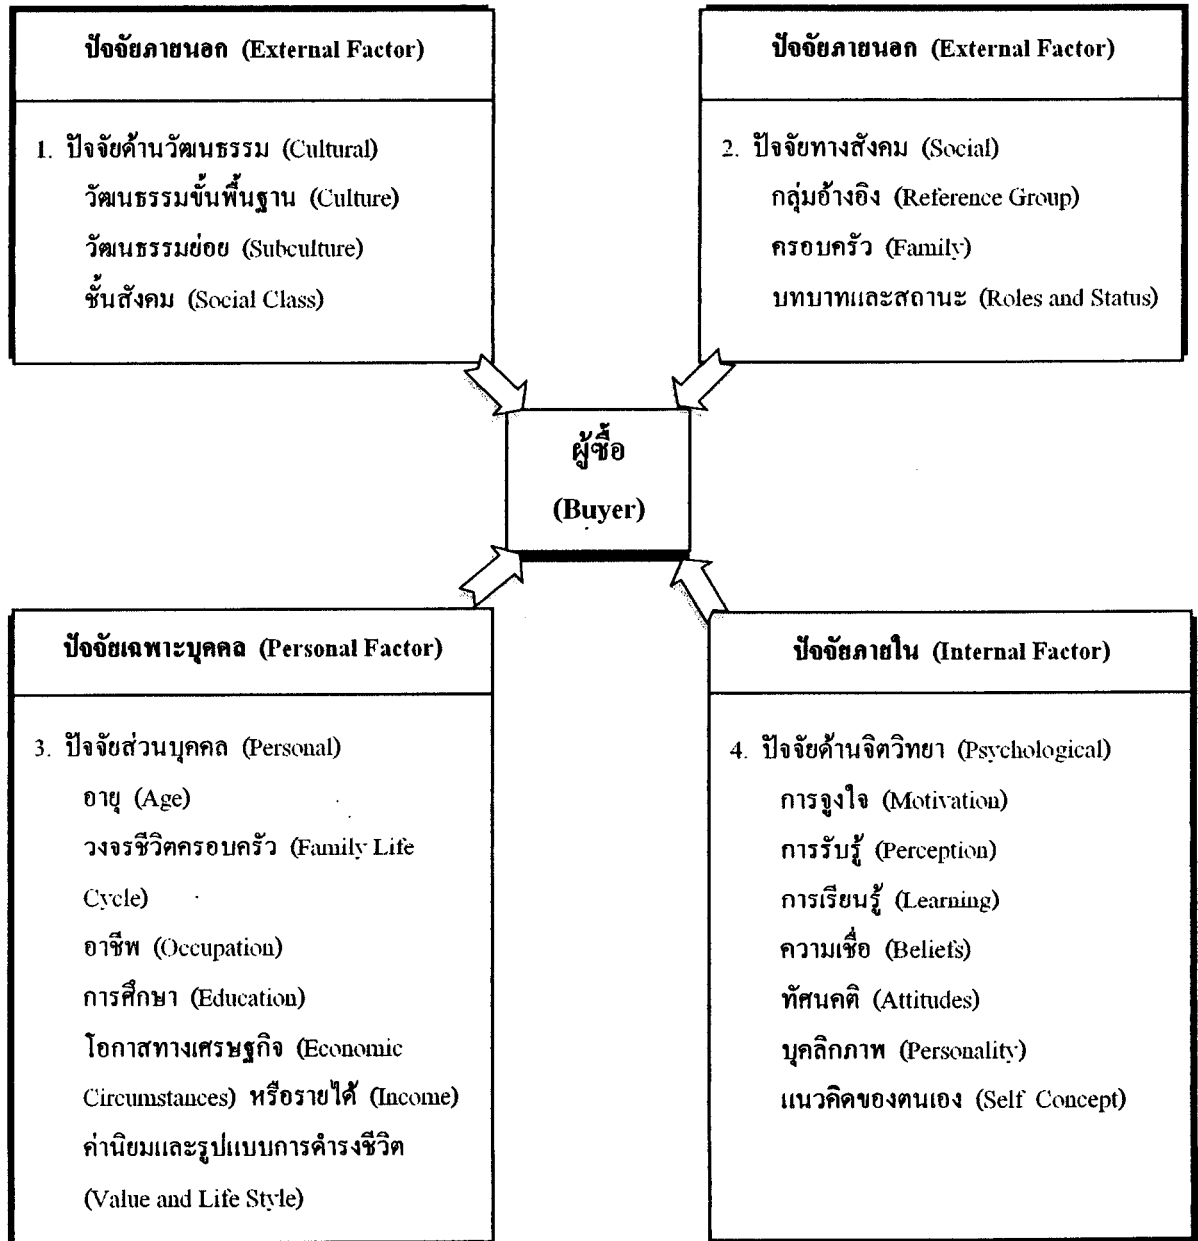 ปัจจัยภายนอก (External Factor)
1. ปัจจัยด้านวัฒนธรรม (Cultural)
วัฒนธรรมขั้นพื้นฐาน (Culture)
วัฒนธรรมย่อย (Subculture)
ชั้นสังคม (Social Class)
ปัจจัยภายนอก (External Factor)
2. ปัจจัยทางสังคม (Social)
กลุ่มอ้างอิง (Reference Group)
ครอบครัว (Family)
บทบาทและสถานะ (Roles and Status)
ผู้ซื้อ
(Buyer)
ปัจจัยเฉพาะบุคคล (Personal Factor)
3. ปัจจัยส่วนบุคคล (Personal)
อายุ (Age)
วงจรชีวิตครอบครัว (Family Life
Cycle)
อาชีพ (Occupation)
การศึกษา (Education)
โอกาสทางเศรษฐกิจ (Economic
Circumstances) หรือรายได้ (Income)
ค่านิยมและรูปแบบการดำรงชีวิต
(Value and Life Style)
ปัจจัยภายใน (Internal Factor)
4. ปัจจัยด้านจิตวิทยา (Psychological)
การจูงใจ (Motivation)
การรับรู้ (Perception)
การเรียนรู้ (Learning)
ความเชื่อ (Beliefs)
ทัศนคติ (Attitudes)
บุคลิกภาพ (Personality)
แนวคิดของตนเอง (Self Concept)